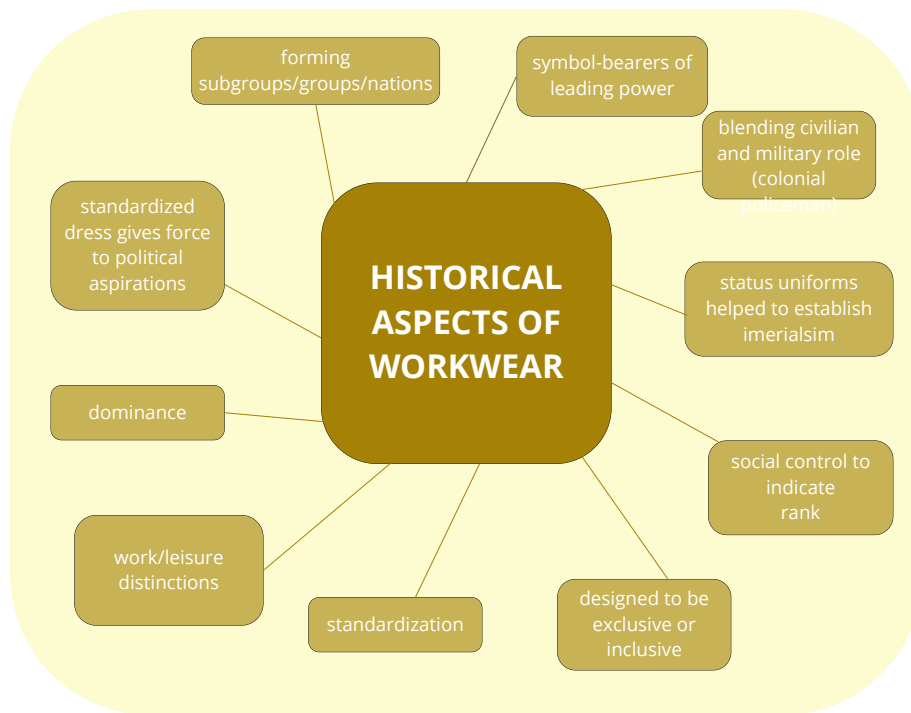 forming
subgroups/groups/nations
symbol-bearers of
leading power
blending civilian
and military role
(colonial
policeman)
standardized
dress gives force
to political
aspirations
HISTORICAL
ASPECTS OF
WORKWEAR
status uniforms
helped to establish
imerialsim
dominance
social control to
indicate
rank
work/leisure
distinctions
designed to be
exclusive or
inclusive
standardization